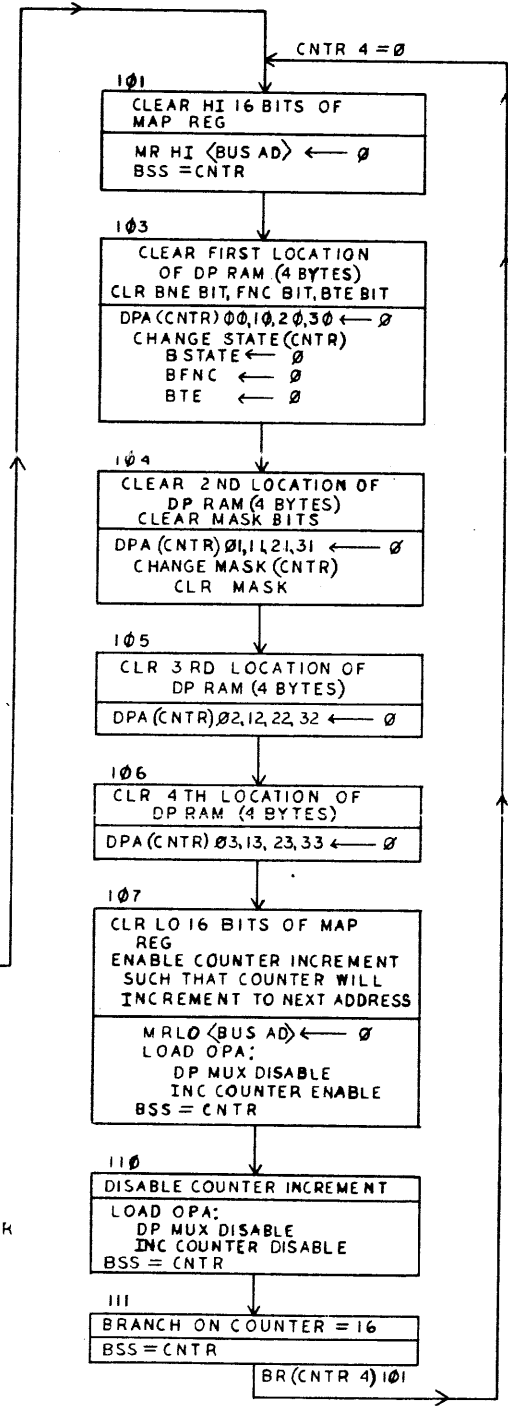 CNTR 4 = Ø
1Ø1
CLEAR HI 16 BITS OF
MAP REG
MR HI <BUS AD> ← Ø
BSS = CNTR
1Ø3
CLEAR FIRST LOCATION
OF DP RAM (4 BYTES)
CLR BNE BIT, FNC BIT, BTE BIT
DPA (CNTR) ØØ, 1Ø, 2Ø, 3Ø ← Ø
CHANGE STATE (CNTR)
BSTATE ← Ø
BFNC ← Ø
BTE ← Ø
1Ø4
CLEAR 2ND LOCATION OF
DP RAM (4 BYTES)
CLEAR MASK BITS
DPA (CNTR) Ø1, 11, 21, 31 ← Ø
CHANGE MASK (CNTR)
CLR MASK
1Ø5
CLR 3RD LOCATION OF
DP RAM (4 BYTES)
DPA (CNTR) Ø2, 12, 22, 32 ← Ø
1Ø6
CLR 4TH LOCATION OF
DP RAM (4 BYTES)
DPA (CNTR) Ø3, 13, 23, 33 ← Ø
1Ø7
CLR LO 16 BITS OF MAP
REG
ENABLE COUNTER INCREMENT
SUCH THAT COUNTER WILL
INCREMENT TO NEXT ADDRESS
MRLO <BUS AD> ← Ø
LOAD OPA:
DP MUX DISABLE
INC COUNTER ENABLE
BSS = CNTR
11Ø
DISABLE COUNTER INCREMENT
R
LOAD OPA:
DP MUX DISABLE
INC COUNTER DISABLE
BSS = CNTR
111
BRANCH ON COUNTER = 16
BSS = CNTR
BR (CNTR 4) 1Ø1